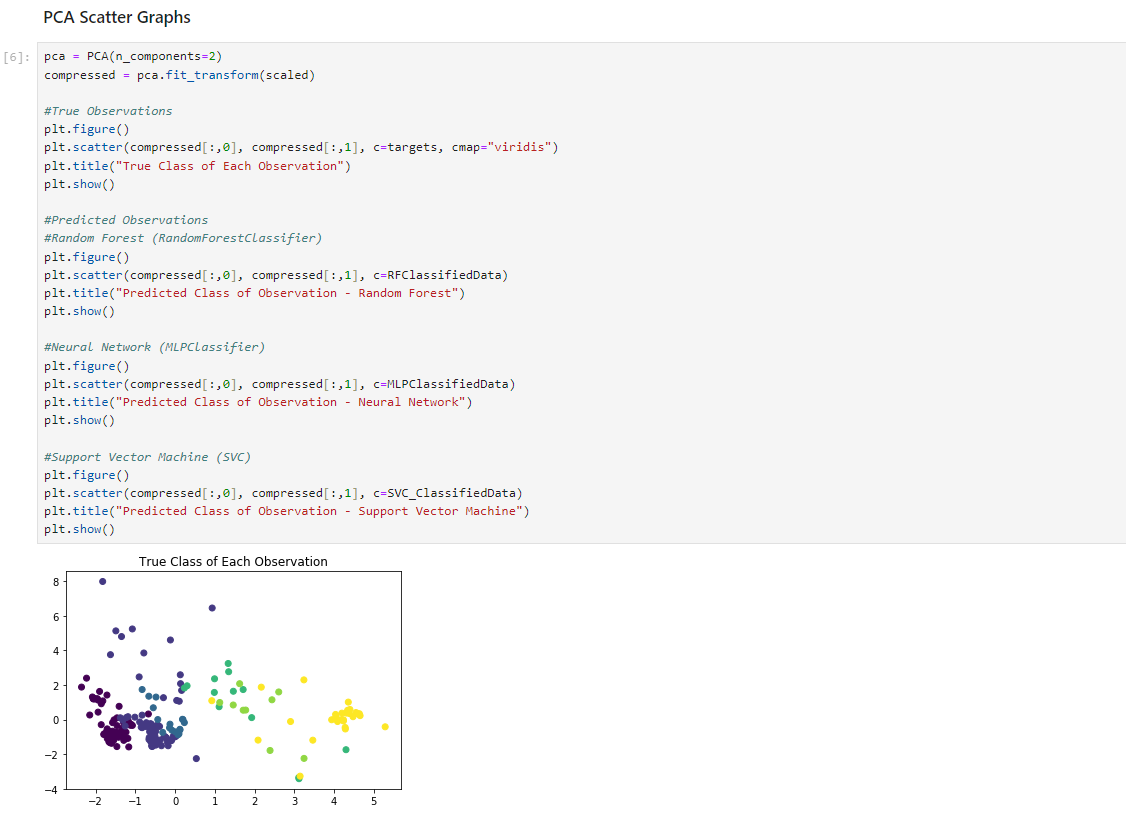 PCA Scatter Graphs
[6]:
pca = PCA(n_components=2)
compressed = pca.fit_transform(scaled)
#True Observations
plt.figure()
plt.scatter(compressed[:,0], compressed[:,1], c=targets, cmap="viridis")
plt.title("True Class of Each Observation")
plt.show()
#Predicted Observations
#Random Forest (RandomForestClassifier)
plt.figure()
plt.scatter(compressed[:,0], compressed[:,1], c=RFClassifiedData)
plt.title("Predicted Class of Observation - Random Forest")
plt.show()
#Neural Network (MLPClassifier)
plt.figure()
plt.scatter(compressed[:,0], compressed[:,1], c=MLPClassifiedData)
plt.title("Predicted Class of Observation - Neural Network")
plt.show()
#Support Vector Machine (SVC)
plt.figure()
plt.scatter(compressed[:,0], compressed[:,1], c=SVC_ClassifiedData)
plt.title("Predicted Class of Observation - Support Vector Machine")
plt.show()
True Class of Each Observation
8
6
4
2
0
−2
−4
−2 −1 0 1 2 3 4 5